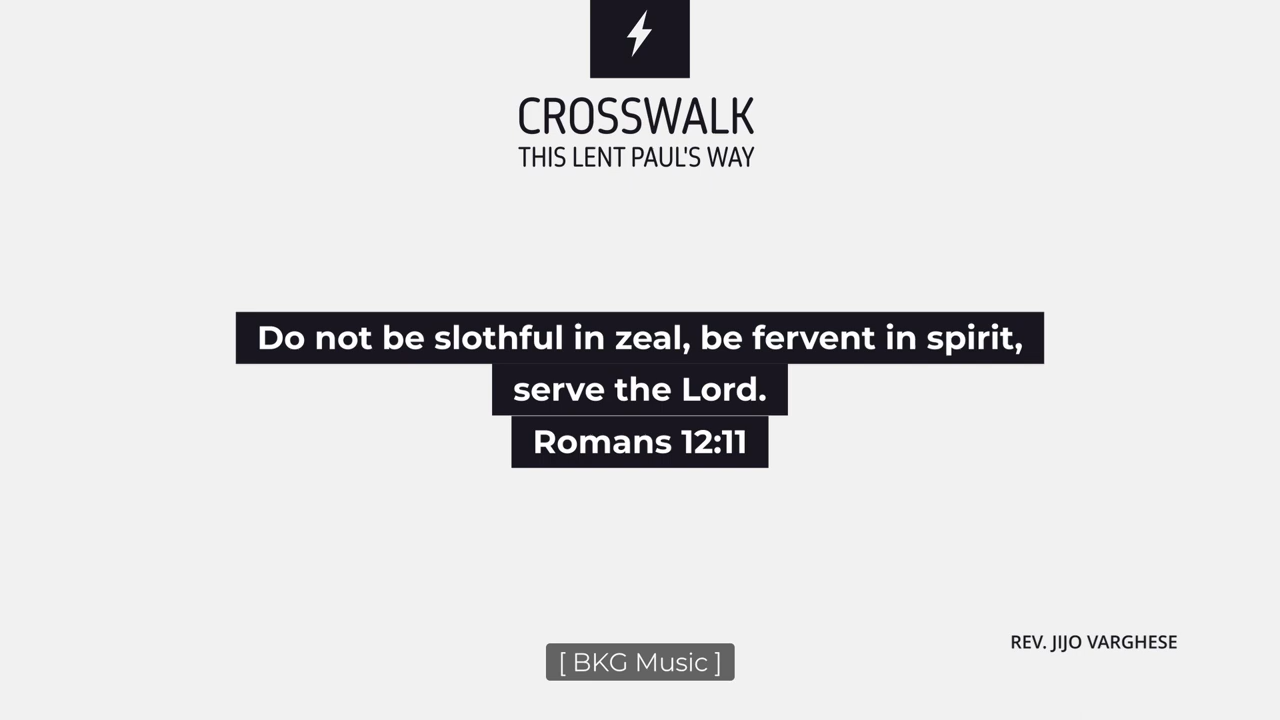 CROSSWALK
THIS LENT PAUL'S WAY
Do not be slothful in zeal, be fervent in spirit,
serve the Lord.
Romans 12:11
REV. JIJO VARGHESE
[ BKG Music ]